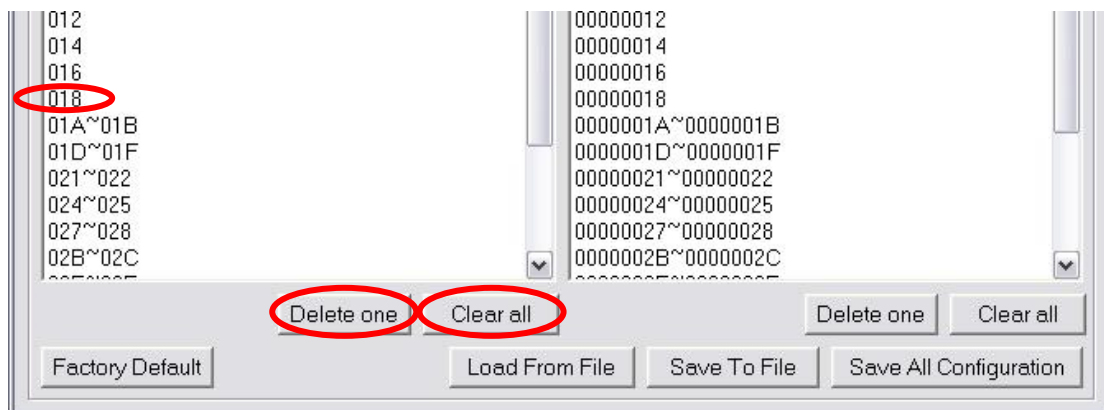 012
014
016
018
01A~01B
01D~01F
021~022
024~025
027~028
02B~02C
00000012
00000014
00000016
00000018
0000001A~0000001B
0000001D~0000001F
00000021~00000022
00000024~00000025
00000027~00000028
0000002B~0000002C
Delete one Clear all Delete one Clear all
Factory Default Load From File Save To File Save All Configuration